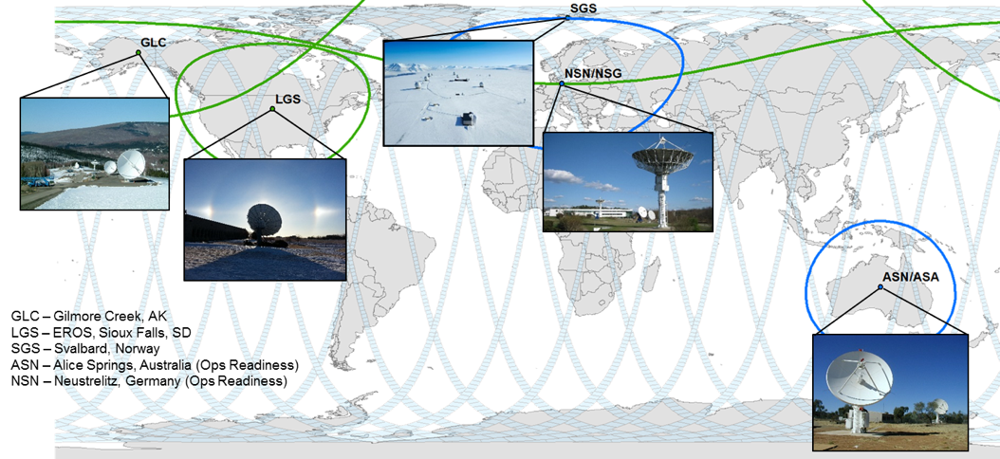 SGS
GLC
NSN/NSG
LGS
ASN/ASA
GLC – Gilmore Creek, AK
LGS – EROS, Sioux Falls, SD
SGS – Svalbard, Norway
ASN – Alice Springs, Australia (Ops Readiness)
NSN – Neustrelitz, Germany (Ops Readiness)